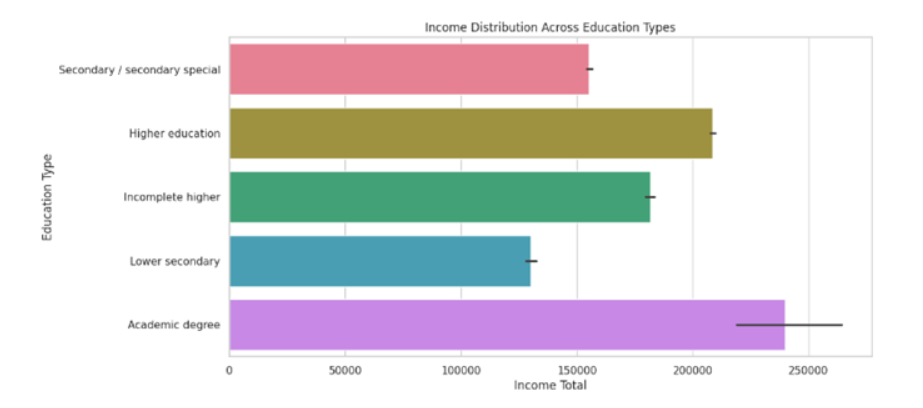 Income Distribution Across Education Types
Secondary / secondary special
Higher education
Incomplete higher
Lower secondary
Academic degree
Education Type
0 50000 100000 150000 200000 250000
Income Total